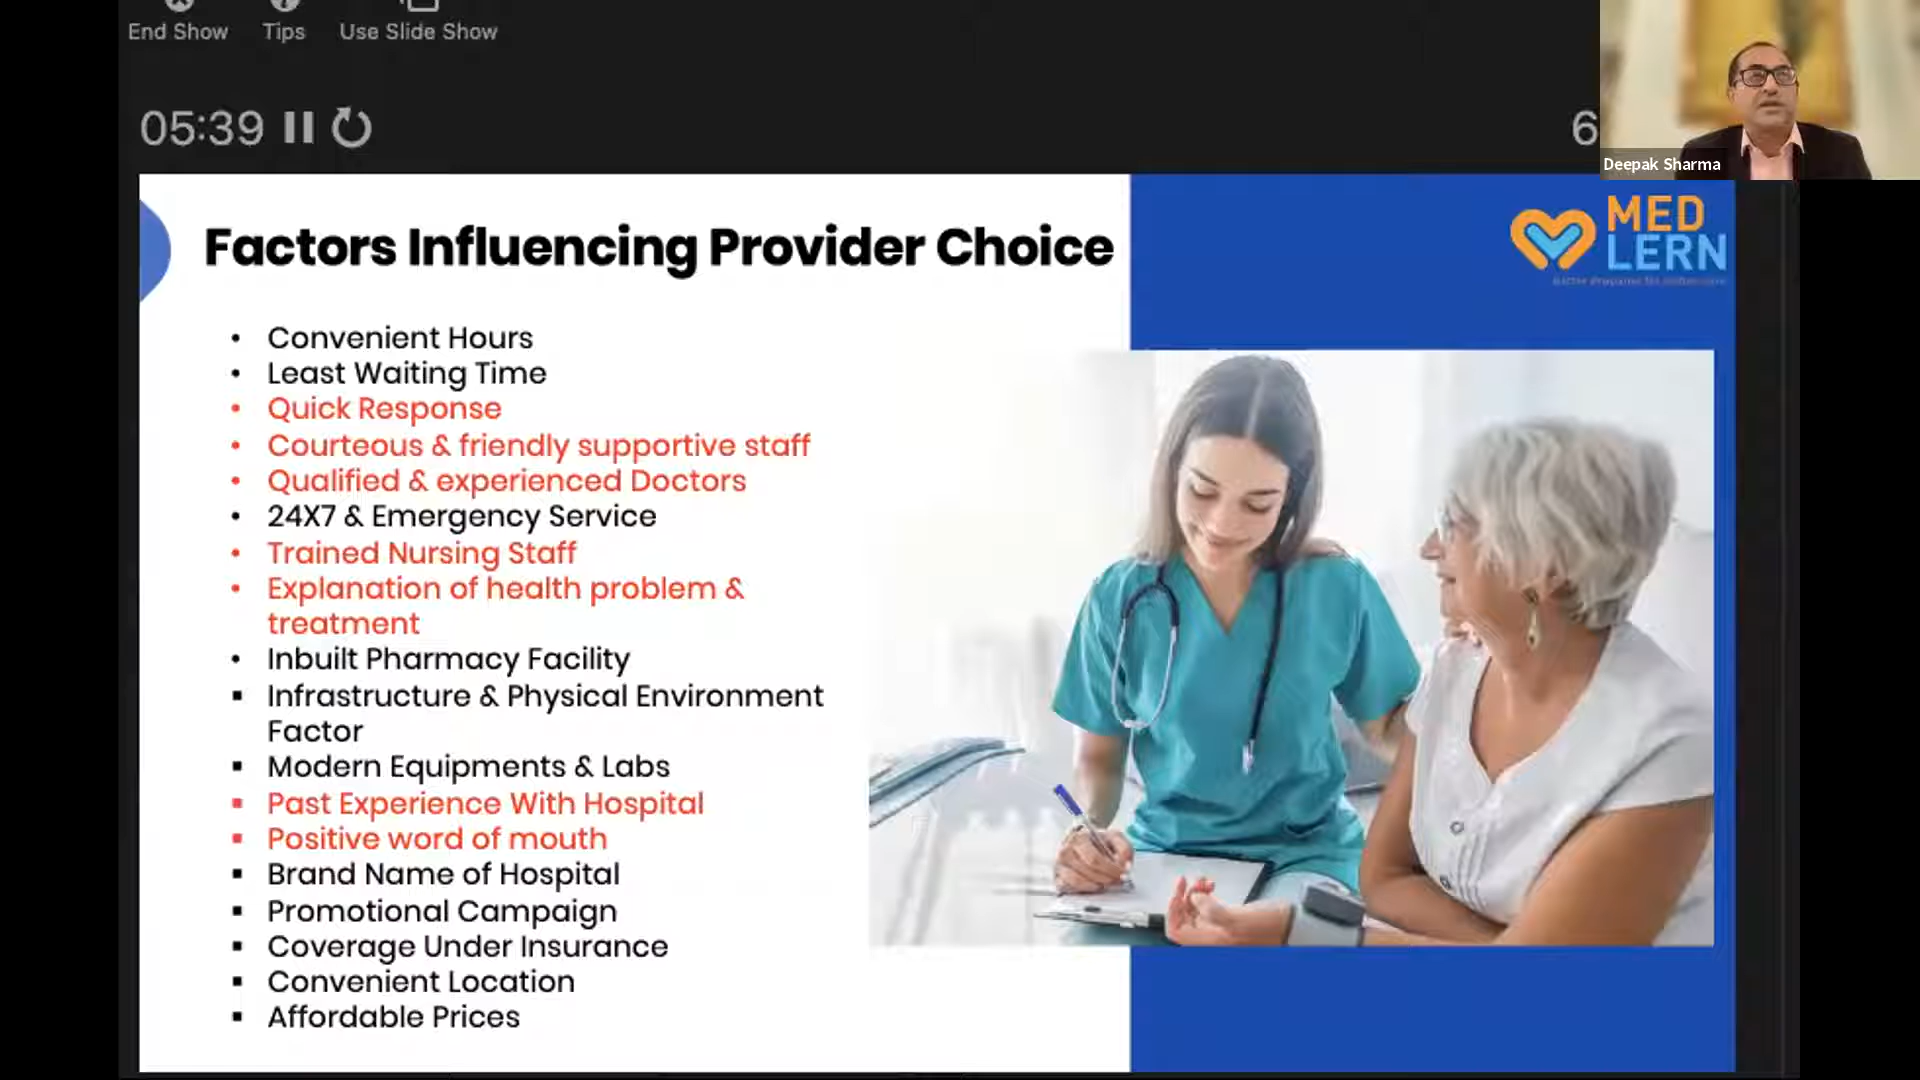 End Show Tips Use Slide Show
05:39
6
Deepak Sharma
MED
LERN
Factors Influencing Provider Choice
• Convenient Hours
• Least Waiting Time
• Quick Response
• Courteous & friendly supportive staff
• Qualified & experienced Doctors
• 24X7 & Emergency Service
• Trained Nursing Staff
• Explanation of health problem &
treatment
• Inbuilt Pharmacy Facility
▪ Infrastructure & Physical Environment
Factor
▪ Modern Equipments & Labs
▪ Past Experience With Hospital
▪ Positive word of mouth
▪ Brand Name of Hospital
▪ Promotional Campaign
▪ Coverage Under Insurance
▪ Convenient Location
▪ Affordable Prices